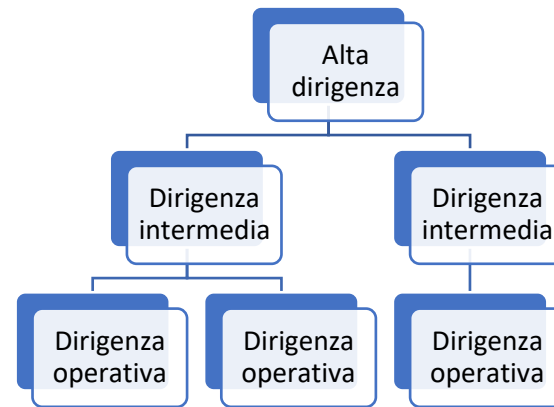 Alta
dirigenza
Dirigenza
intermedia
Dirigenza
intermedia
Dirigenza
operativa
Dirigenza
operativa
Dirigenza
operativa